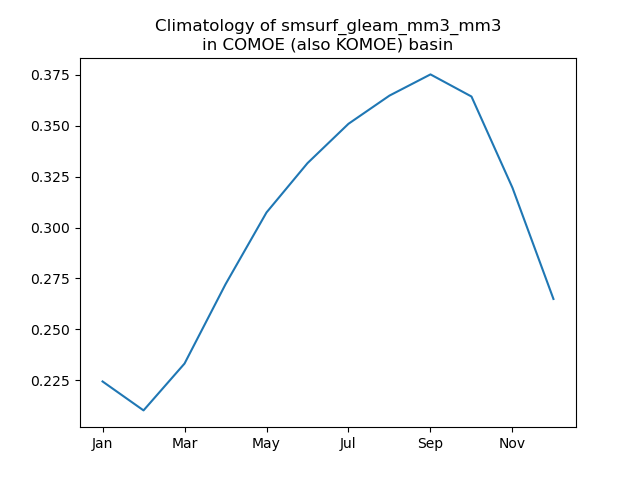 Climatology of smsurf_gleam_mm3_mm3
in COMOE (also KOMOE) basin
0.375
0.350
0.325
0.300
0.275
0.250
0.225
Jan Mar May Jul Sep Nov